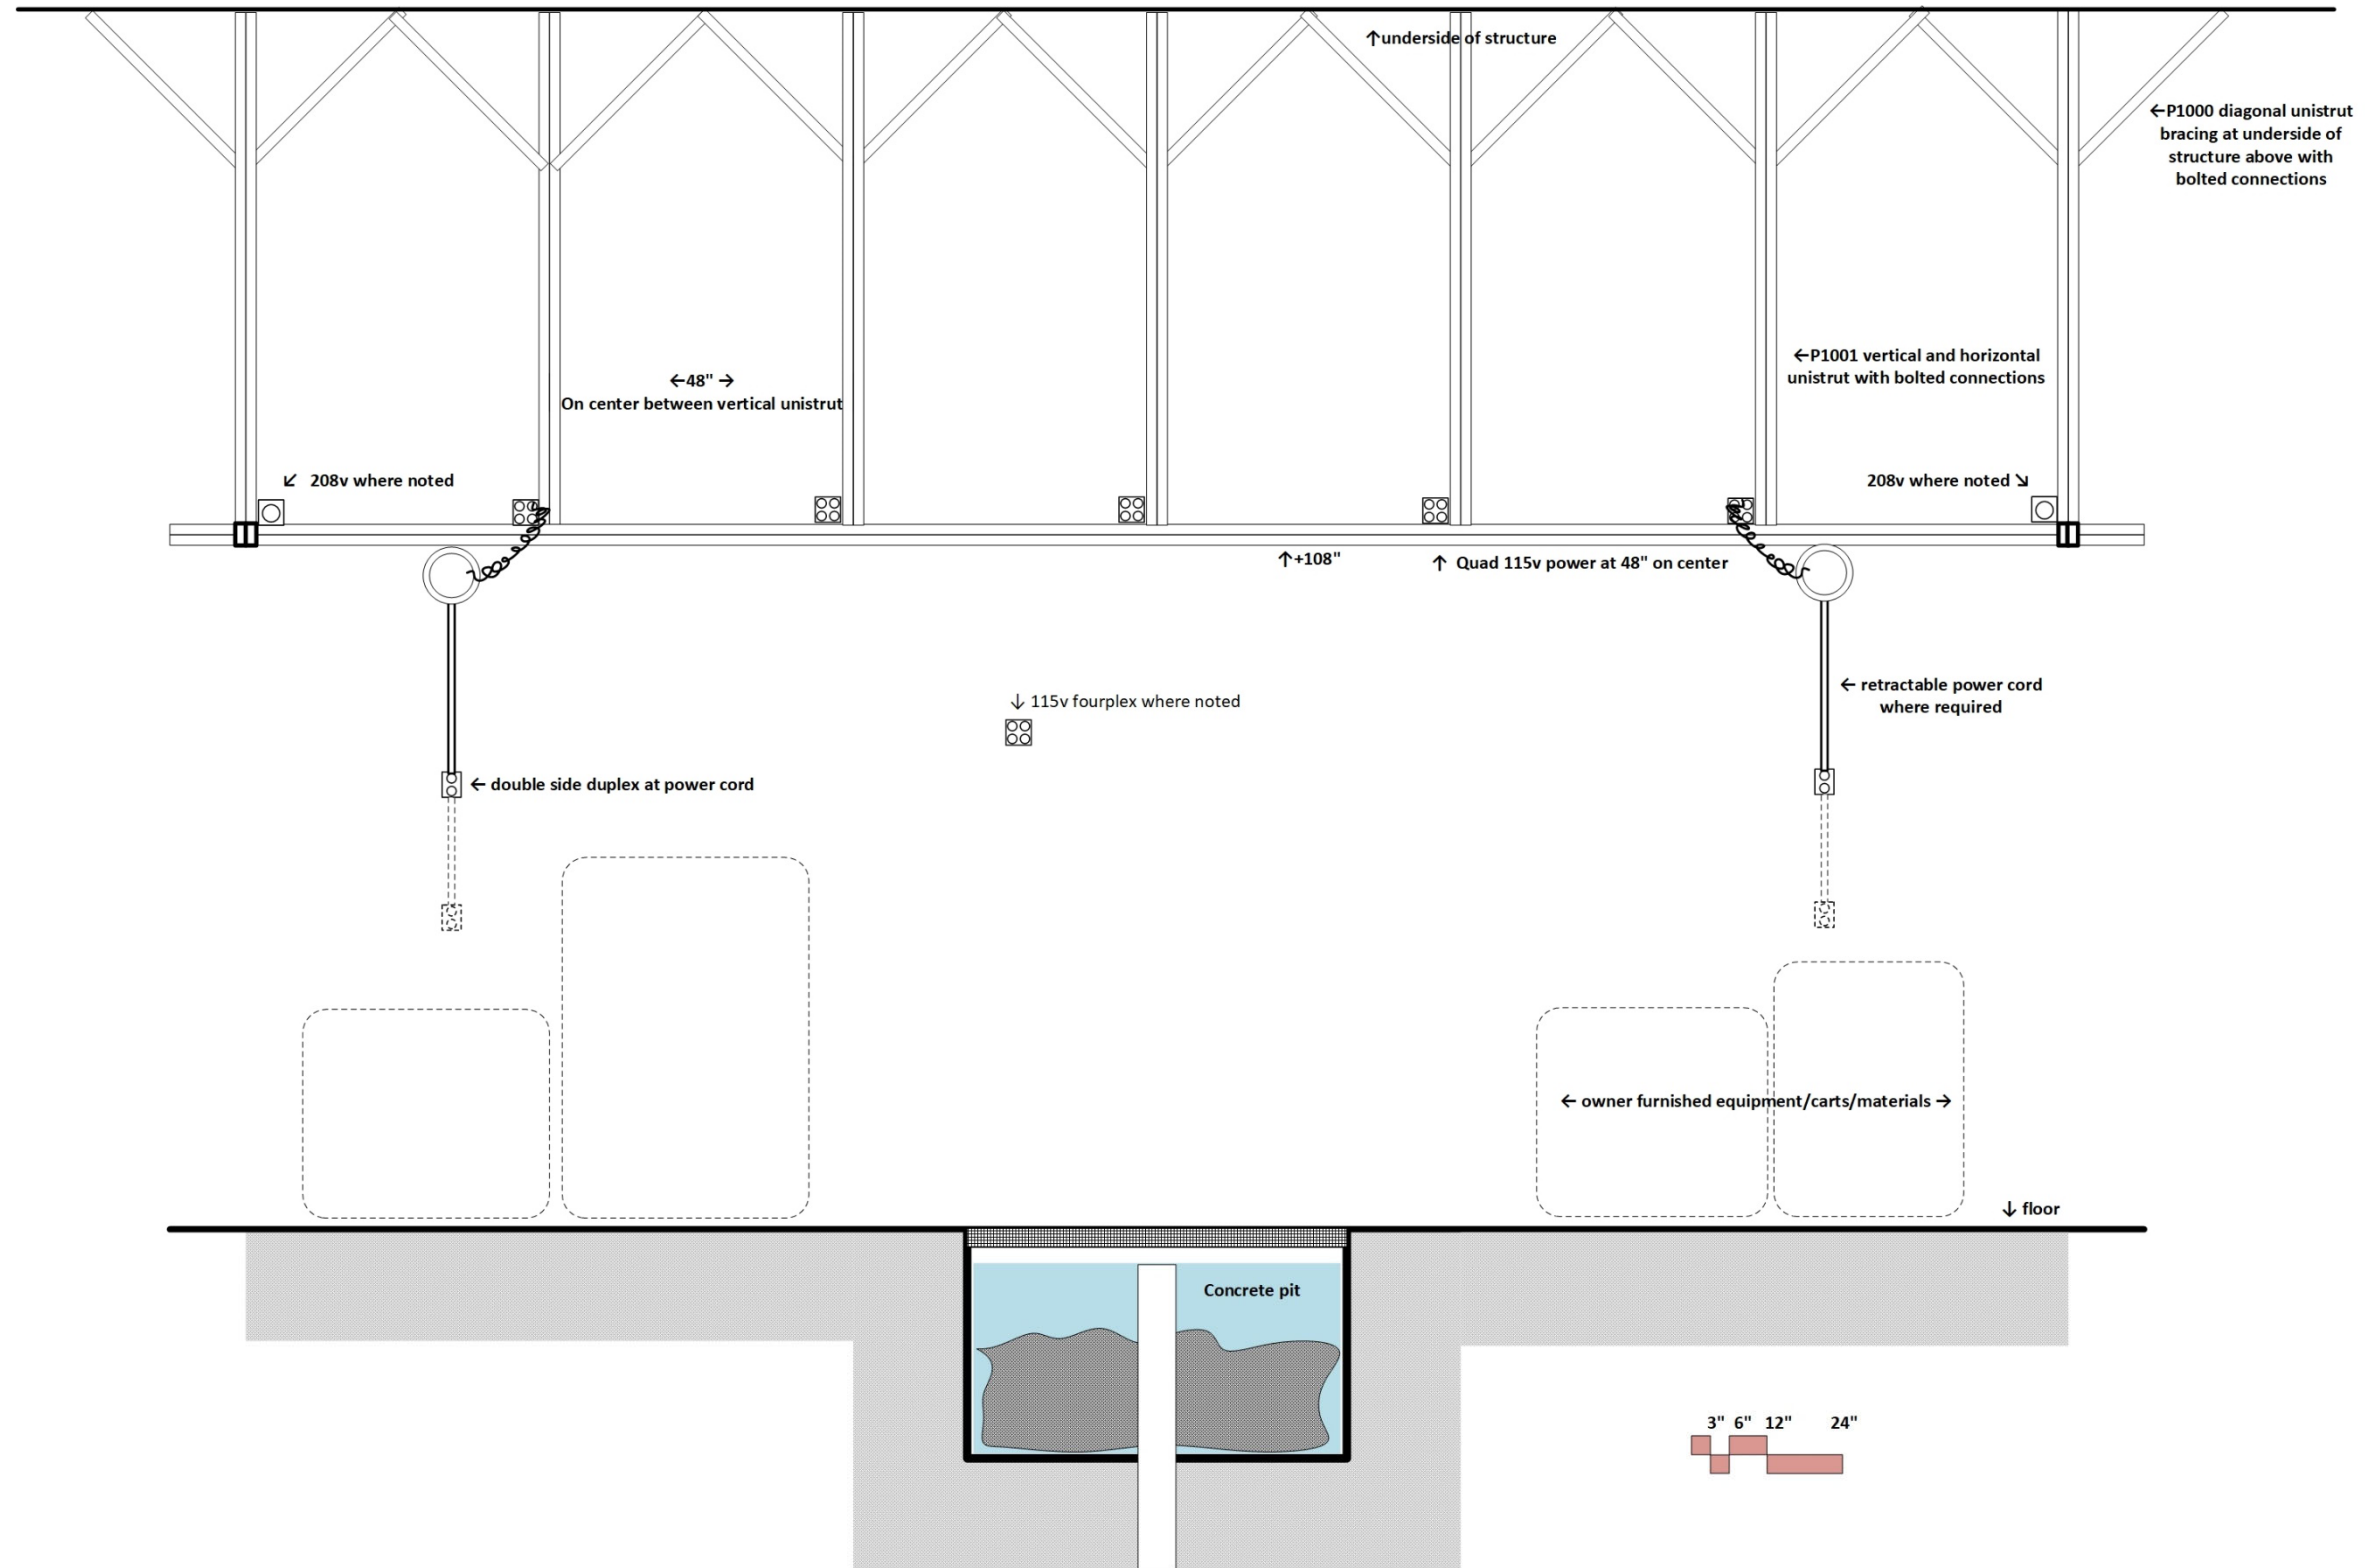 ↑underside of structure
←P1000 diagonal unistrut
bracing at underside of
structure above with
bolted connections
←P1001 vertical and horizontal
unistrut with bolted connections
←48" →
On center between vertical unistrut
↙ 208v where noted
208v where noted ↘
↑+108"
↑ Quad 115v power at 48" on center
← retractable power cord
where required
↓ 115v fourplex where noted
← double side duplex at power cord
← owner furnished equipment/carts/materials →
↓ floor
Concrete pit
3" 6" 12" 24"